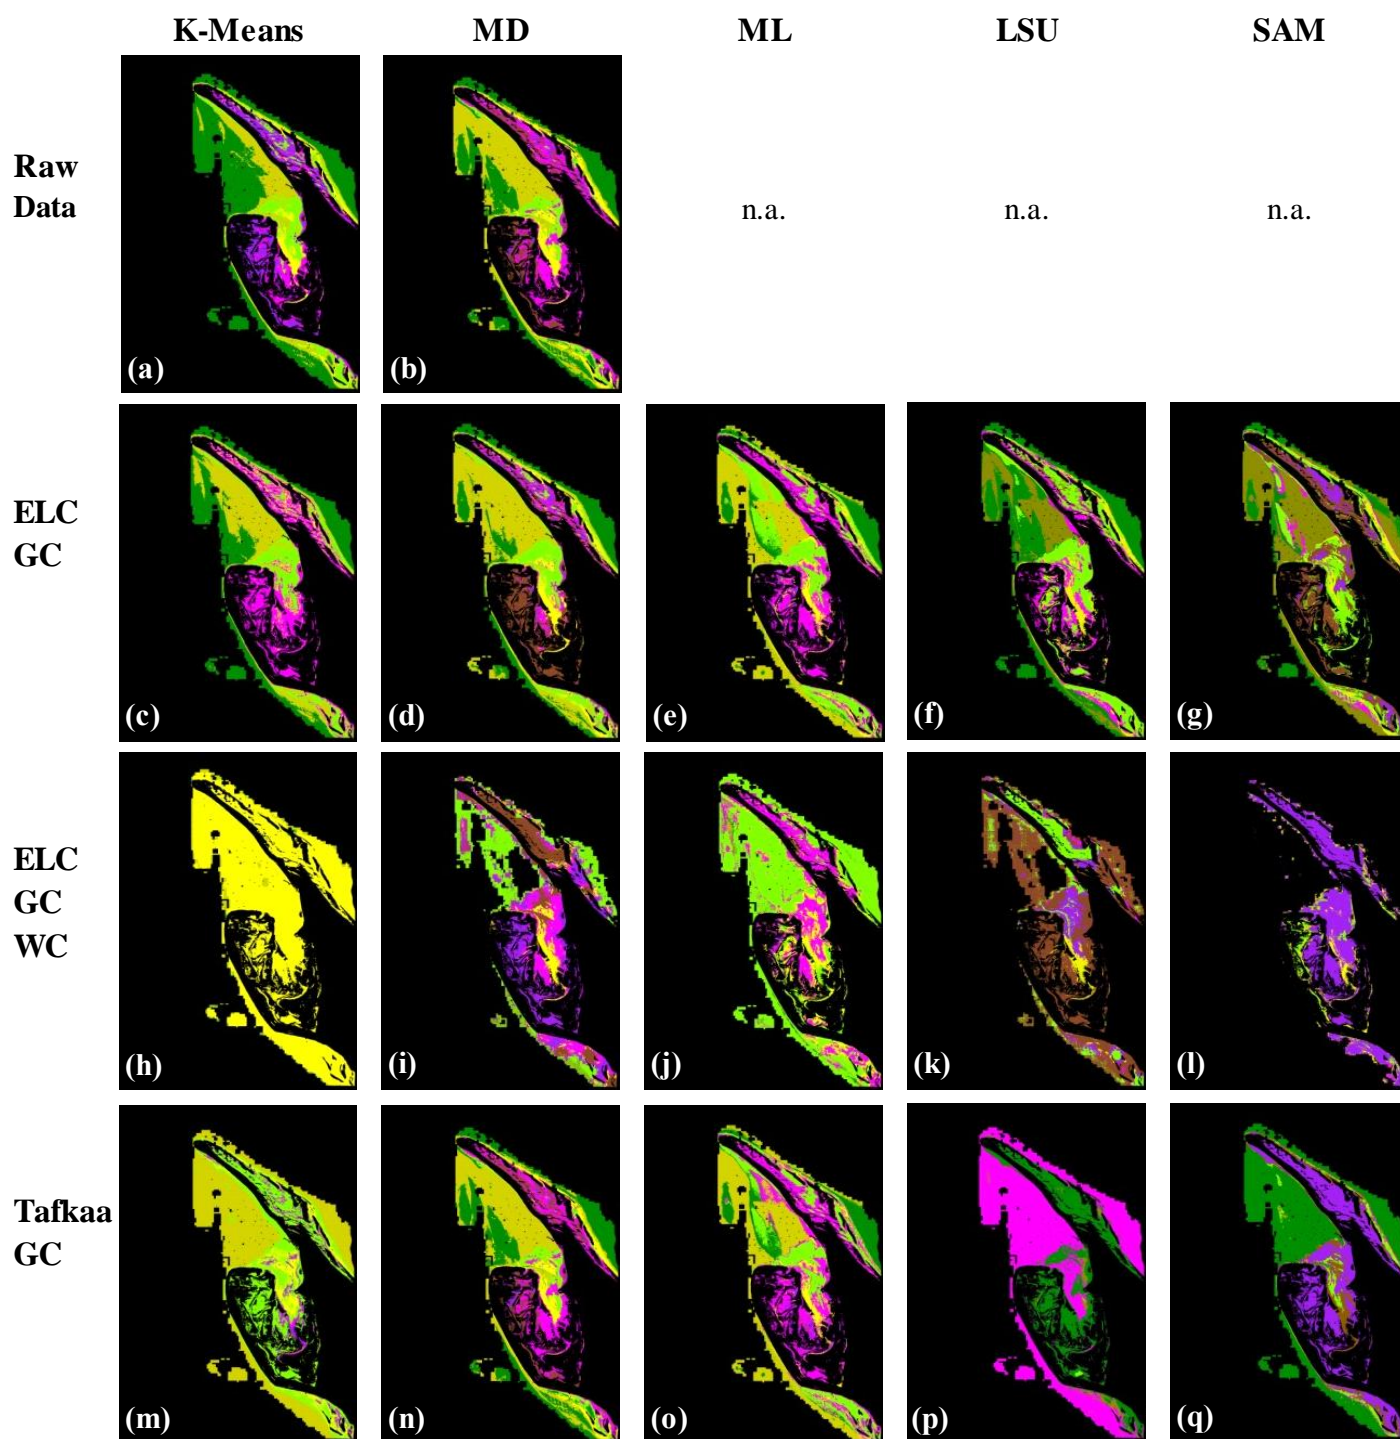 K-Means MD ML LSU SAM
Raw
Data
n.a. n.a. n.a.
(a) (b)
ELC
GC
(c) (d) (e) (f) (g)
ELC
GC
WC
(h) (i) (j) (k) (l)
Tafkaa
GC
(m) (n) (o) (p) (q)